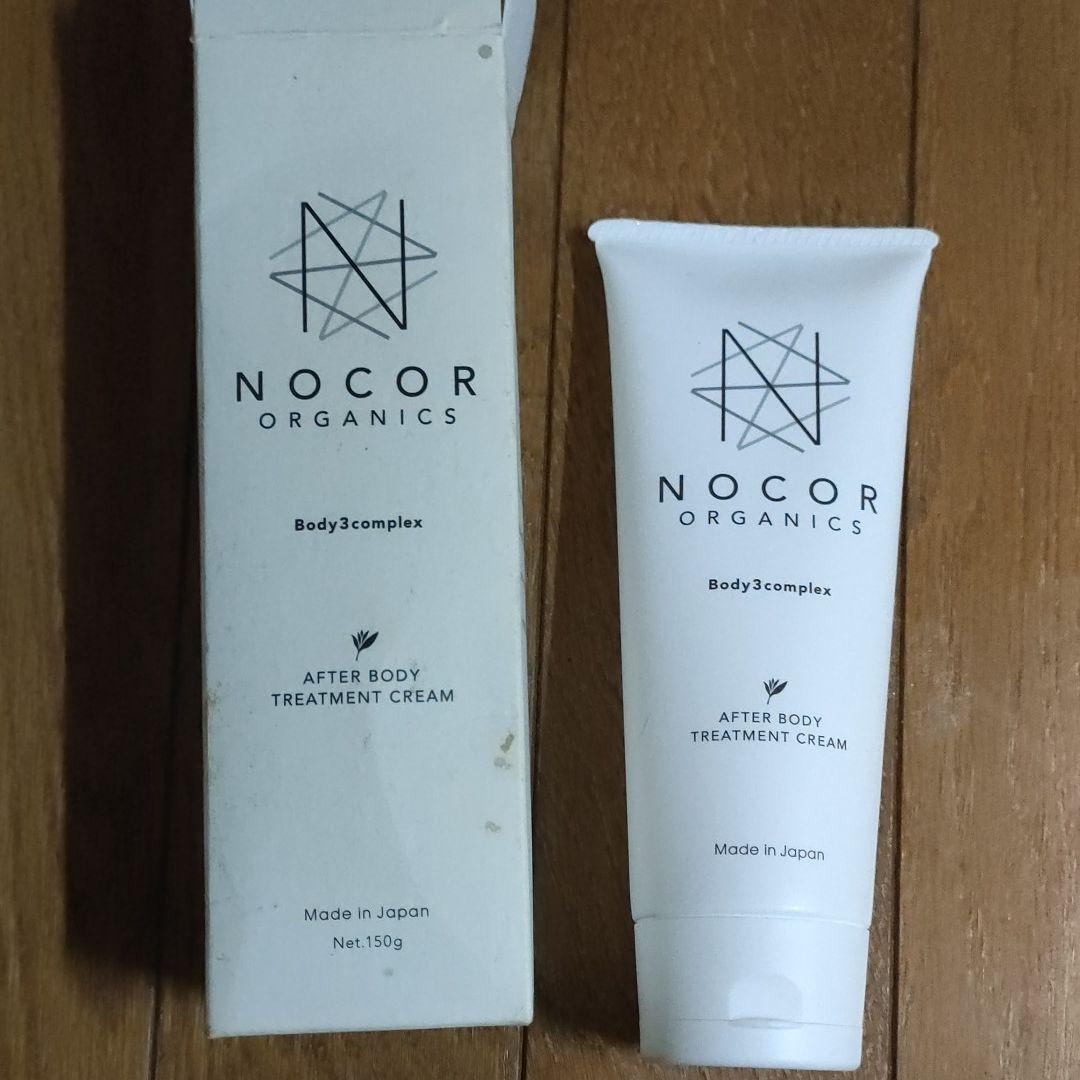 NOCOR
ORGANICS
Body3complex
AFTER BODY
TREATMENT CREAM
Made in Japan
Net.150g
NOCOR
ORGANICS
Body3complex
AFTER BODY
TREATMENT CREAM
Made in Japan